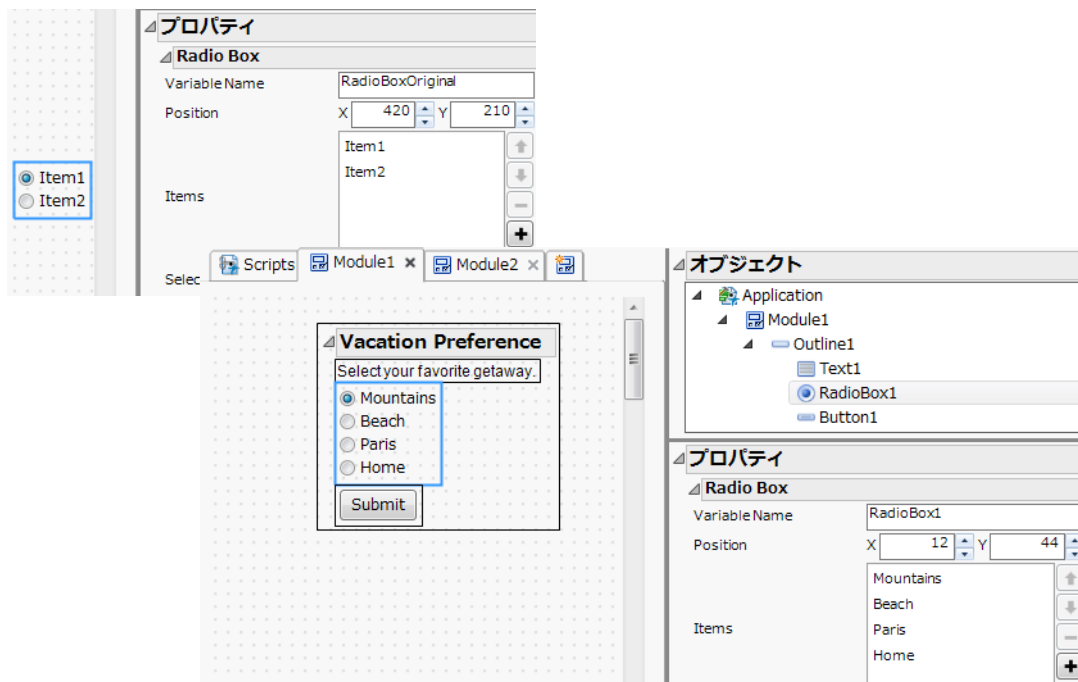 プロパティ
Radio Box
Variable Name RadioBoxOriginal
Position X 420 Y 210
Item1
Item2
Items
Item1
Item2
Selec
Scripts Module1 Module2
Vacation Preference
Select your favorite getaway.
Mountains
Beach
Paris
Home
Submit
オブジェクト
Application
Module1
Outline1
Text1
RadioBox1
Button1
プロパティ
Radio Box
Variable Name RadioBox1
Position X 12 Y 44
Items
Mountains
Beach
Paris
Home